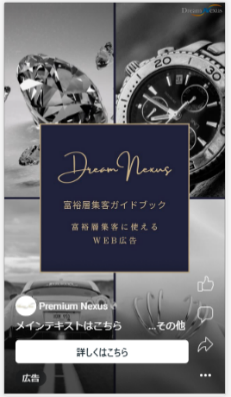 Dream Nexus
Dream Nexus
富裕層集客ガイドブック
富裕層集客に使える
WEB広告
Premium Nexus
メインテキストはこちら …その他
詳しくはこちら
広告